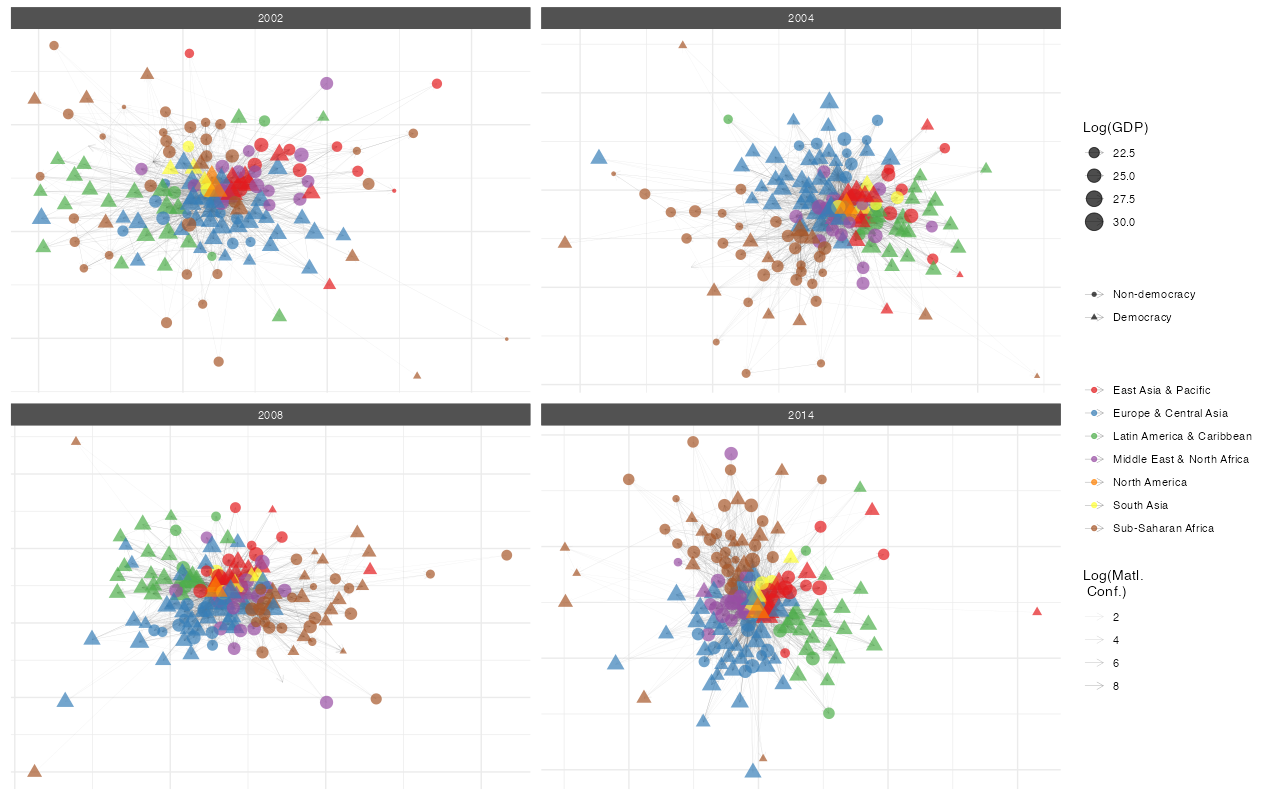 2002
2004
2008
2014
Log(GDP)
22.5
25.0
27.5
30.0
Non-democracy
Democracy
East Asia & Pacific
Europe & Central Asia
Latin America & Caribbean
Middle East & North Africa
North America
South Asia
Sub-Saharan Africa
Log(Matl.
Conf.)
2
4
6
8